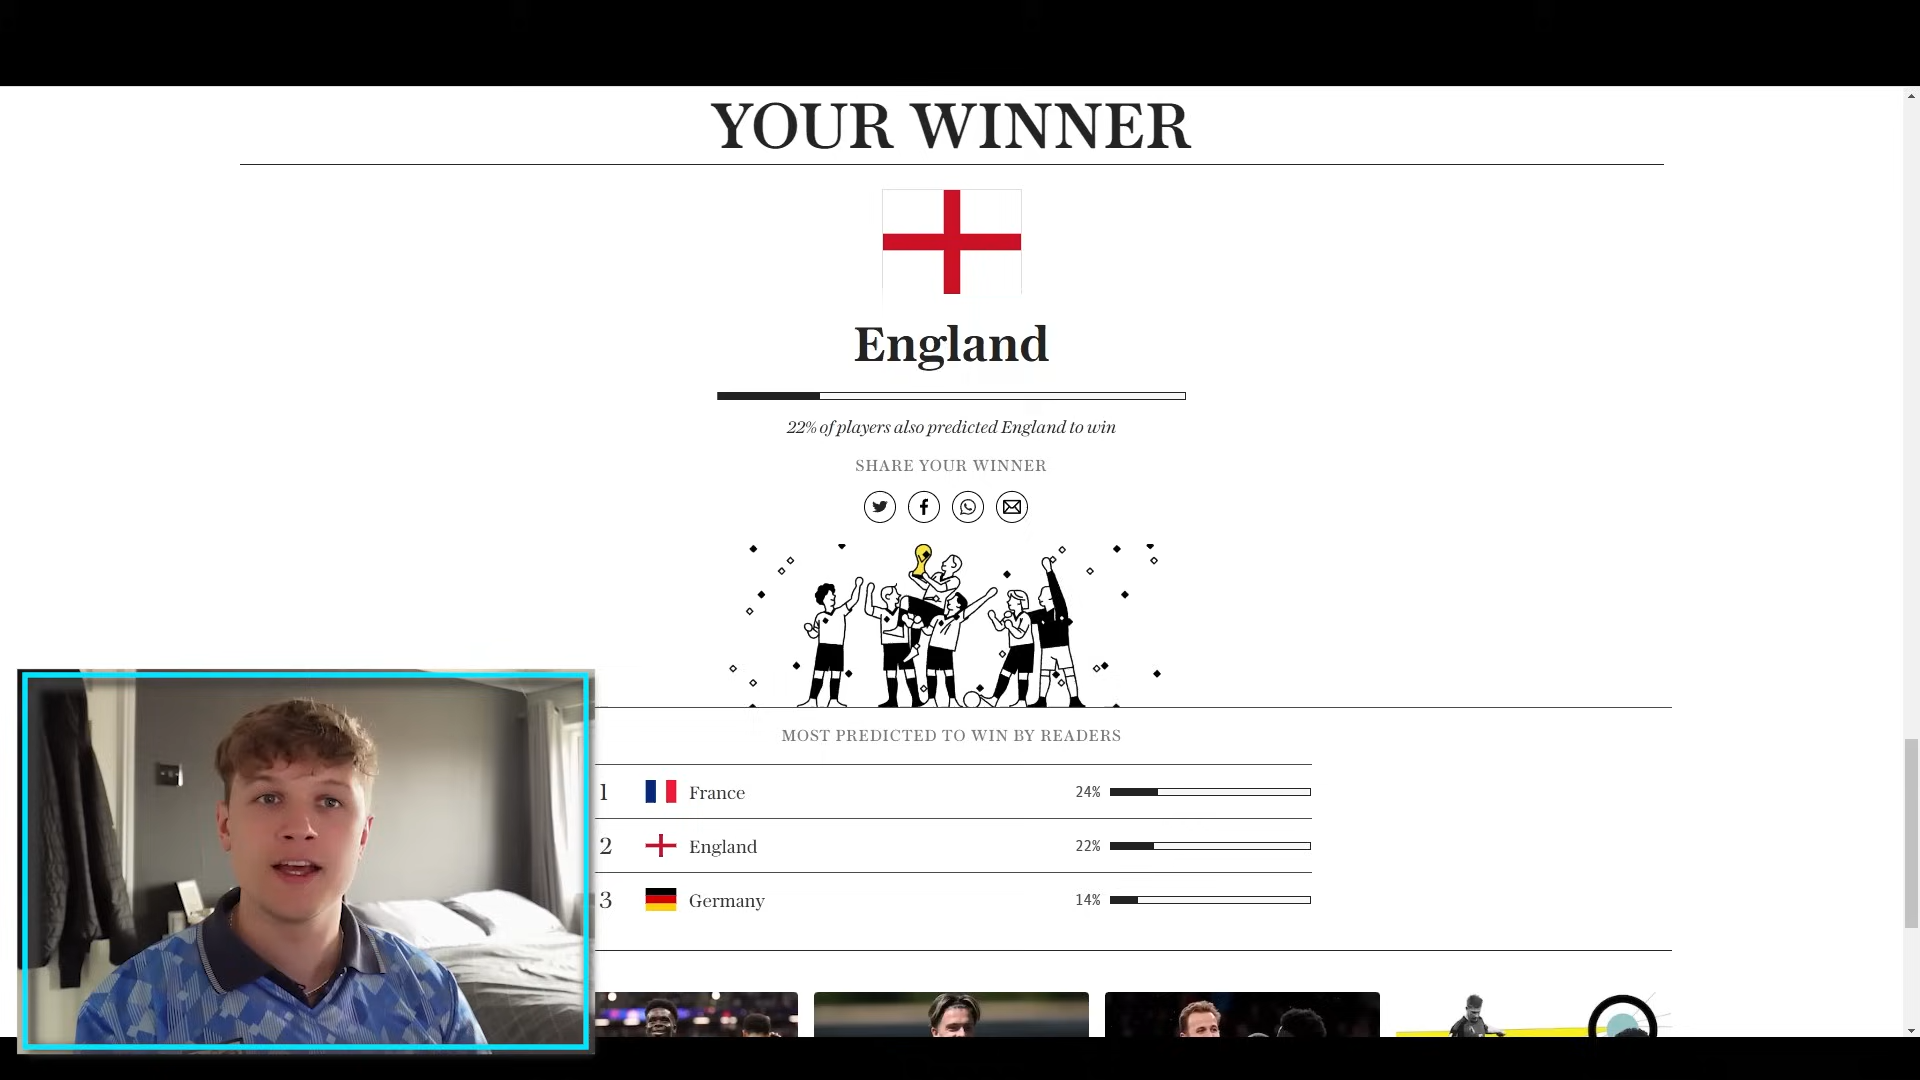 YOUR WINNER
England
22% of players also predicted England to win
SHARE YOUR WINNER
MOST PREDICTED TO WIN BY READERS
1 France 24%
2 England 22%
3 Germany 14%